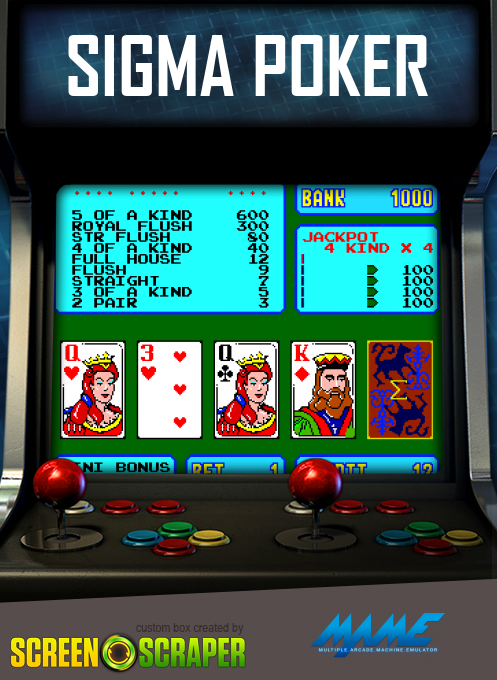 SIGMA POKER
BANK 1000
5 OF A KIND 600
ROYAL FLUSH 300
STR FLUSH 80
4 OF A KIND 40
FULL HOUSE 12
FLUSH 9
STRAIGHT 7
3 OF A KIND 5
2 PAIR 3
JACKPOT
4 KIND X 4
100
100
100
100
Q 3 Q K Σ
BONUS BET 1 12
custom box created by
SCREEN SCRAPER
MAME
MULTIPLE ARCADE MACHINE EMULATOR